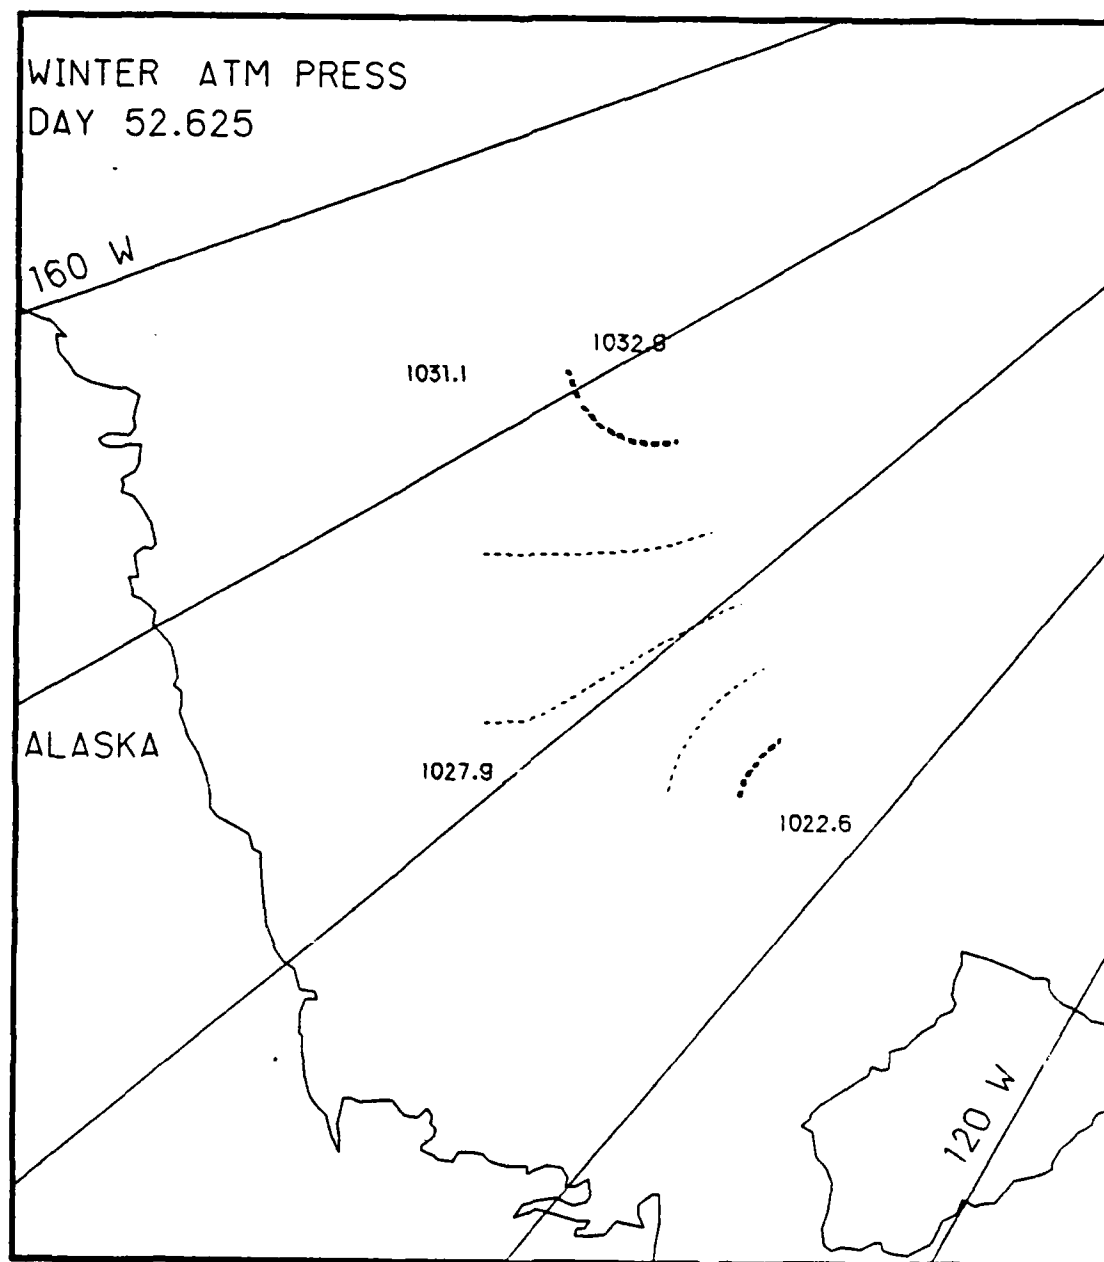 WINTER ATM PRESS
DAY 52.625
160 W
1032.8
1031.1
ALASKA
1027.9
1022.6
120 W